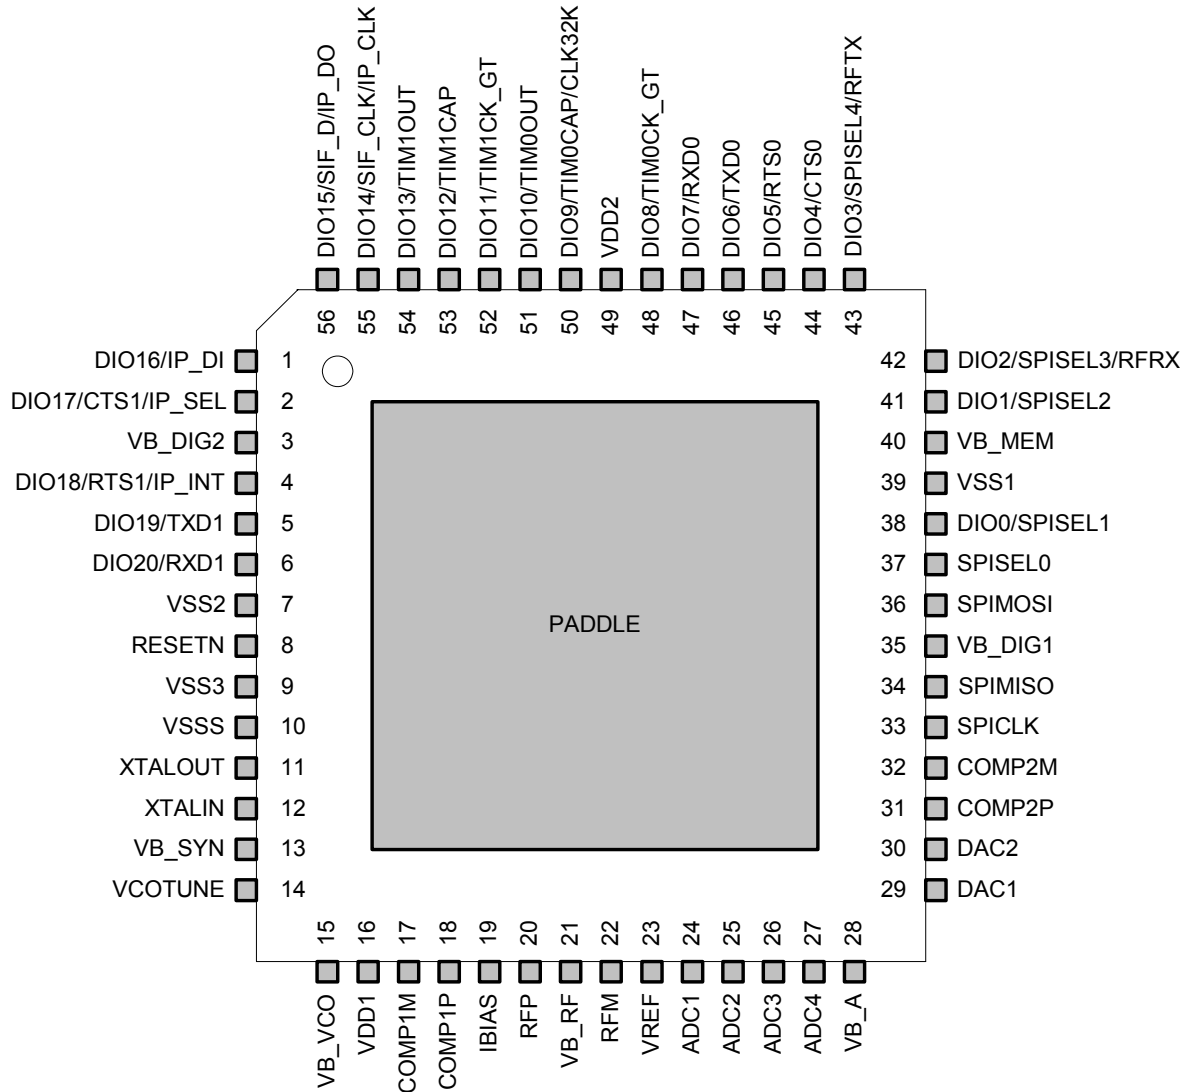 DIO15/SIF_D/IP_DO
DIO14/SIF_CLK/IP_CLK
DIO13/TIM1OUT
DIO12/TIM1CAP
DIO11/TIM1CK_GT
DIO10/TIM0OUT
DIO9/TIM0CAP/CLK32K
VDD2
DIO8/TIM0CK_GT
DIO7/RXD0
DIO6/TXD0
DIO5/RTS0
DIO4/CTS0
DIO3/SPISEL4/RFTX
56
55
54
53
52
51
50
49
48
47
46
45
44
43
DIO16/IP_DI 1
DIO17/CTS1/IP_SEL 2
VB_DIG2 3
DIO18/RTS1/IP_INT 4
DIO19/TXD1 5
DIO20/RXD1 6
VSS2 7
RESETN 8
VSS3 9
VSSS 10
XTALOUT 11
XTALIN 12
VB_SYN 13
VCOTUNE 14
PADDLE
42 DIO2/SPISEL3/RFRX
41 DIO1/SPISEL2
40 VB_MEM
39 VSS1
38 DIO0/SPISEL1
37 SPISEL0
36 SPIMOSI
35 VB_DIG1
34 SPIMISO
33 SPICLK
32 COMP2M
31 COMP2P
30 DAC2
29 DAC1
15
16
17
18
19
20
21
22
23
24
25
26
27
28
VB_VCO
VDD1
COMP1M
COMP1P
IBIAS
RFP
VB_RF
RFM
VREF
ADC1
ADC2
ADC3
ADC4
VB_A